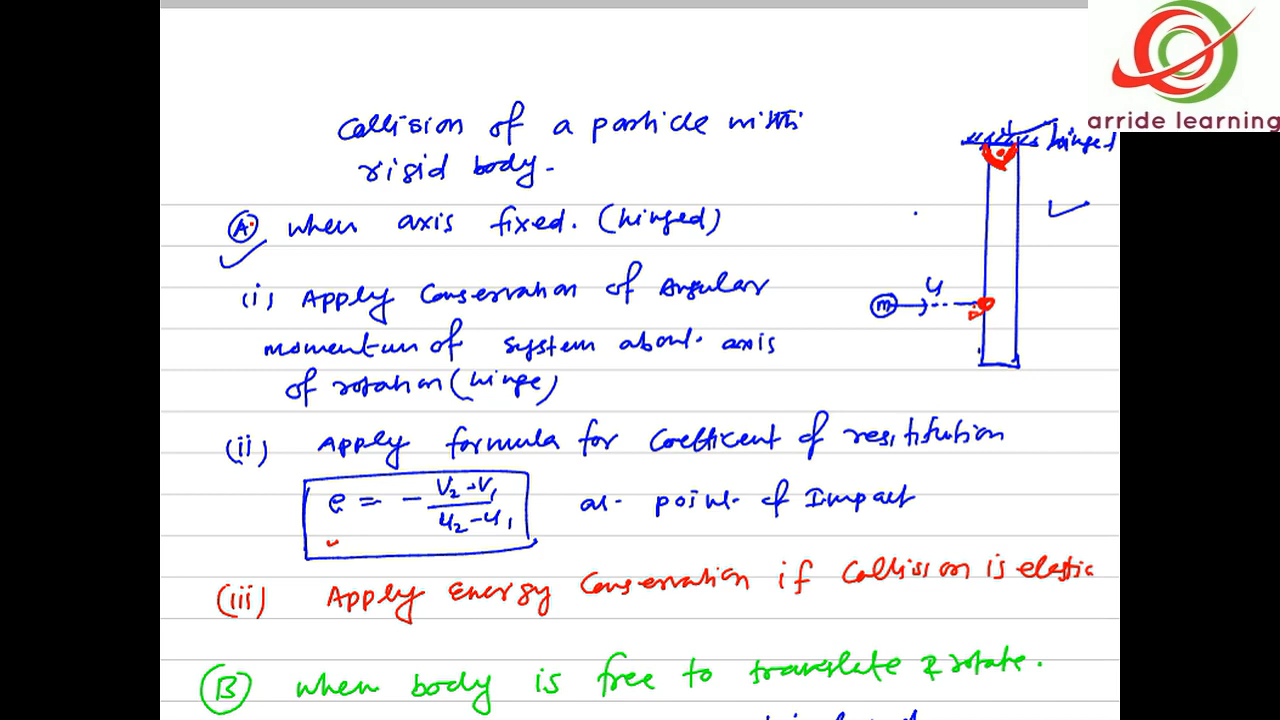 arride learning
Collision of a particle with
rigid body.
hinged
(A) when axis fixed. (hinged)
(i) Apply Conservation of Angular
momentum of system about axis
of rotation (hinge)
m u
(ii) Apply formula for Coefficent of restitution
e = - V2 - V1 / u2 - u1 at point of Impact
(iii) Apply Energy Conservation if Collission is elastic
(B) when body is free to translate & rotate.